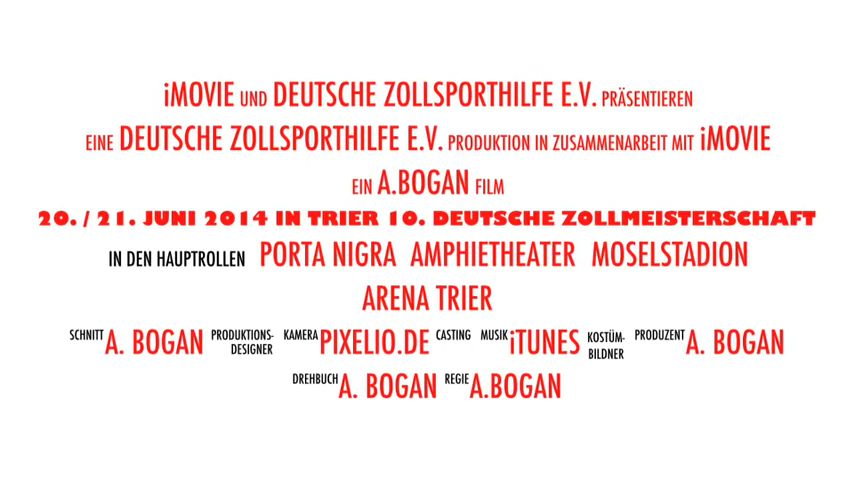 iMOVIE UND DEUTSCHE ZOLLSPORTHILFE E.V. PRÄSENTIEREN
EINE DEUTSCHE ZOLLSPORTHILFE E.V. PRODUKTION IN ZUSAMMENARBEIT MIT iMOVIE
EIN A.BOGAN FILM
20. / 21. JUNI 2014 IN TRIER 10. DEUTSCHE ZOLLMEISTERSCHAFT
IN DEN HAUPTROLLEN PORTA NIGRA AMPHIETHEATER MOSELSTADION
ARENA TRIER
SCHNITT A. BOGAN PRODUKTIONS-DESIGNER KAMERA PIXELIO.DE CASTING MUSIK iTUNES KOSTÜM-BILDNER PRODUZENT A. BOGAN
DREHBUCH A. BOGAN REGIE A.BOGAN